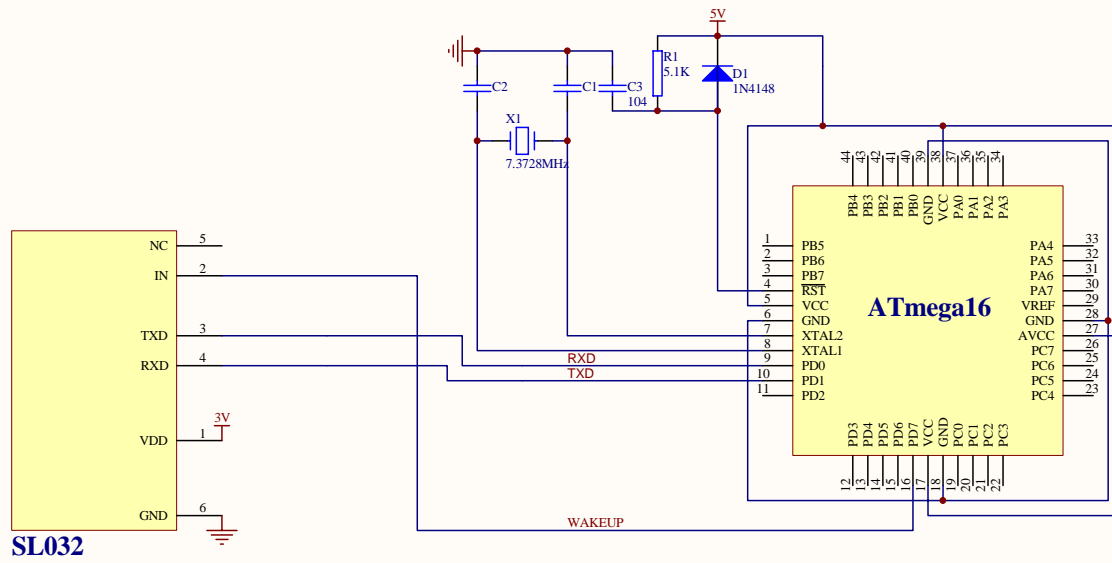 5V
R1
5.1K
D1
1N4148
C2
C1
C3
104
X1
7.3728MHz
44 43 42 41 40 39 38 37 36 35 34
PB4 PB3 PB2 PB1 PB0 GND VCC PA0 PA1 PA2 PA3
1 PB5
2 PB6
3 PB7
4 RST
5 VCC
6 GND
7 XTAL2
8 XTAL1
9 PD0
10 PD1
11 PD2
ATmega16
PA4 33
PA5 32
PA6 31
PA7 30
VREF 29
GND 28
AVCC 27
PC7 26
PC6 25
PC5 24
PC4 23
PD3 PD4 PD5 PD6 PD7 VCC GND PC0 PC1 PC2 PC3
12 13 14 15 16 17 18 19 20 21 22
RXD
TXD
WAKEUP
NC 5
IN 2
TXD 3
RXD 4
3V
VDD 1
GND 6
SL032